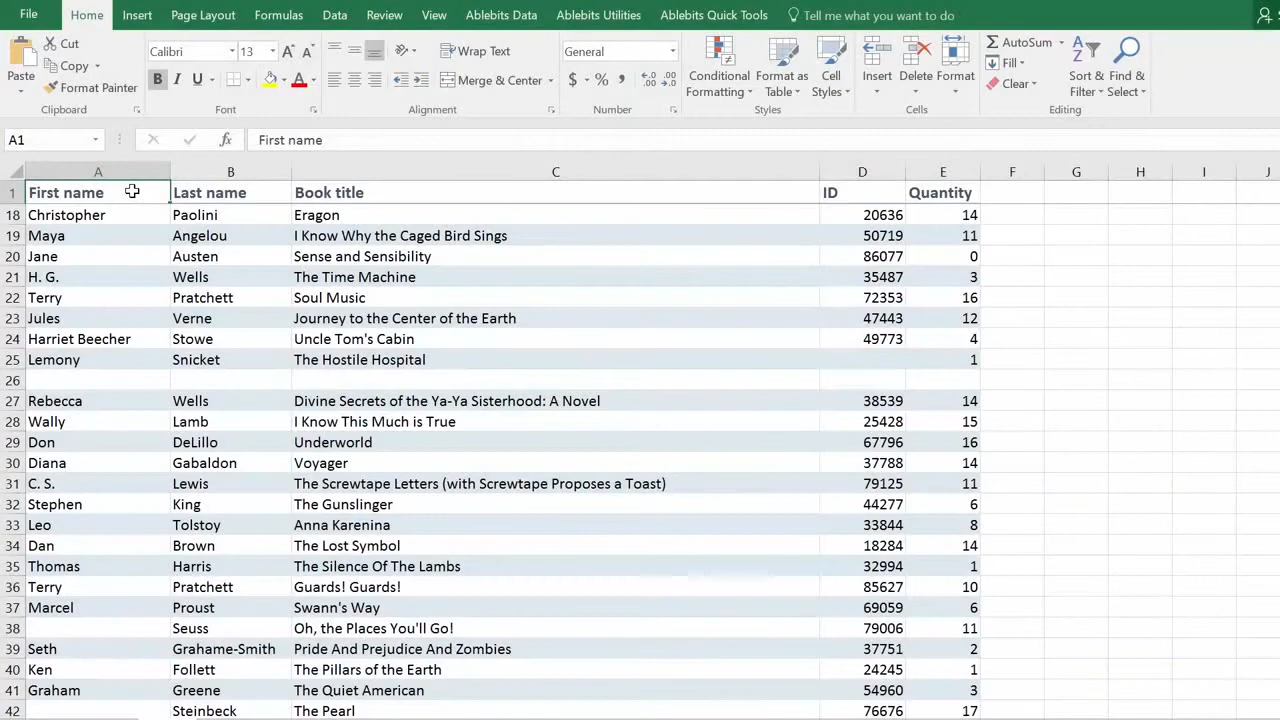 File Home Insert Page Layout Formulas Data Review View Ablebits Data Ablebits Utilities Ablebits Quick Tools Tell me what you want to do
Paste Cut Copy Format Painter Clipboard
Calibri 13 A A B I U A Font
Wrap Text Merge & Center Alignment
General $ % , .00 .0 Number
Conditional Formatting Format as Table Cell Styles Styles
Insert Delete Format Cells
AutoSum Fill Clear Sort & Filter Find & Select Editing
A1 fx First name
A B C D E F G H I J
1 First name Last name Book title ID Quantity
18 Christopher Paolini Eragon 20636 14
19 Maya Angelou I Know Why the Caged Bird Sings 50719 11
20 Jane Austen Sense and Sensibility 86077 0
21 H. G. Wells The Time Machine 35487 3
22 Terry Pratchett Soul Music 72353 16
23 Jules Verne Journey to the Center of the Earth 47443 12
24 Harriet Beecher Stowe Uncle Tom's Cabin 49773 4
25 Lemony Snicket The Hostile Hospital 1
26
27 Rebecca Wells Divine Secrets of the Ya-Ya Sisterhood: A Novel 38539 14
28 Wally Lamb I Know This Much is True 25428 15
29 Don DeLillo Underworld 67796 16
30 Diana Gabaldon Voyager 37788 14
31 C. S. Lewis The Screwtape Letters (with Screwtape Proposes a Toast) 79125 11
32 Stephen King The Gunslinger 44277 6
33 Leo Tolstoy Anna Karenina 33844 8
34 Dan Brown The Lost Symbol 18284 14
35 Thomas Harris The Silence Of The Lambs 32994 1
36 Terry Pratchett Guards! Guards! 85627 10
37 Marcel Proust Swann's Way 69059 6
38 Seuss Oh, the Places You'll Go! 79006 11
39 Seth Grahame-Smith Pride And Prejudice And Zombies 37751 2
40 Ken Follett The Pillars of the Earth 24245 1
41 Graham Greene The Quiet American 54960 3
42 Steinbeck The Pearl 76676 17